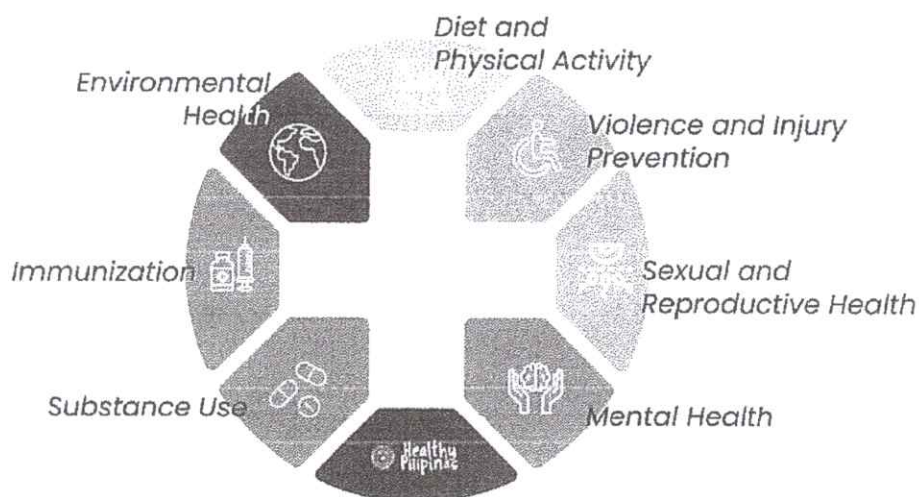 Diet and
Physical Activity
Environmental
Health
Violence and Injury
Prevention
Immunization
Sexual and
Reproductive Health
Substance Use
Mental Health
Healthy
Pilipinas